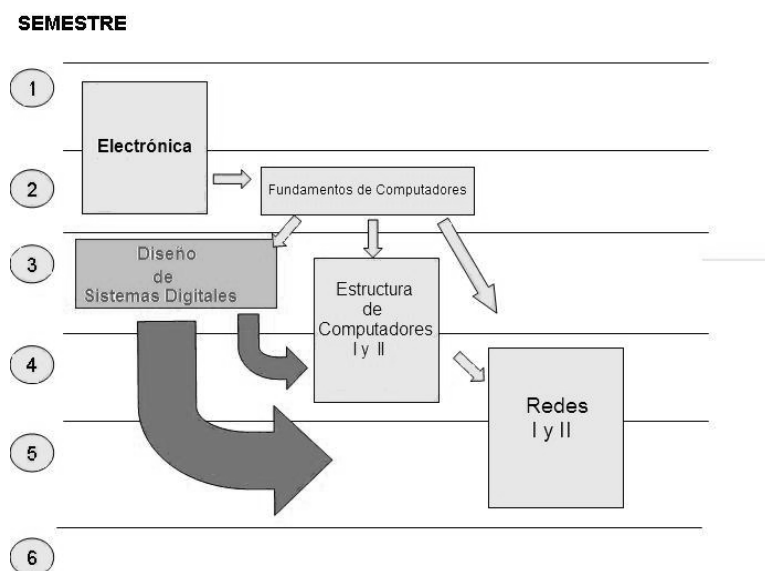 SEMESTRE
1
Electrónica
2
Fundamentos de Computadores
3
Diseño
de
Sistemas Digitales
Estructura
de
Computadores
I y II
4
Redes
I y II
5
6